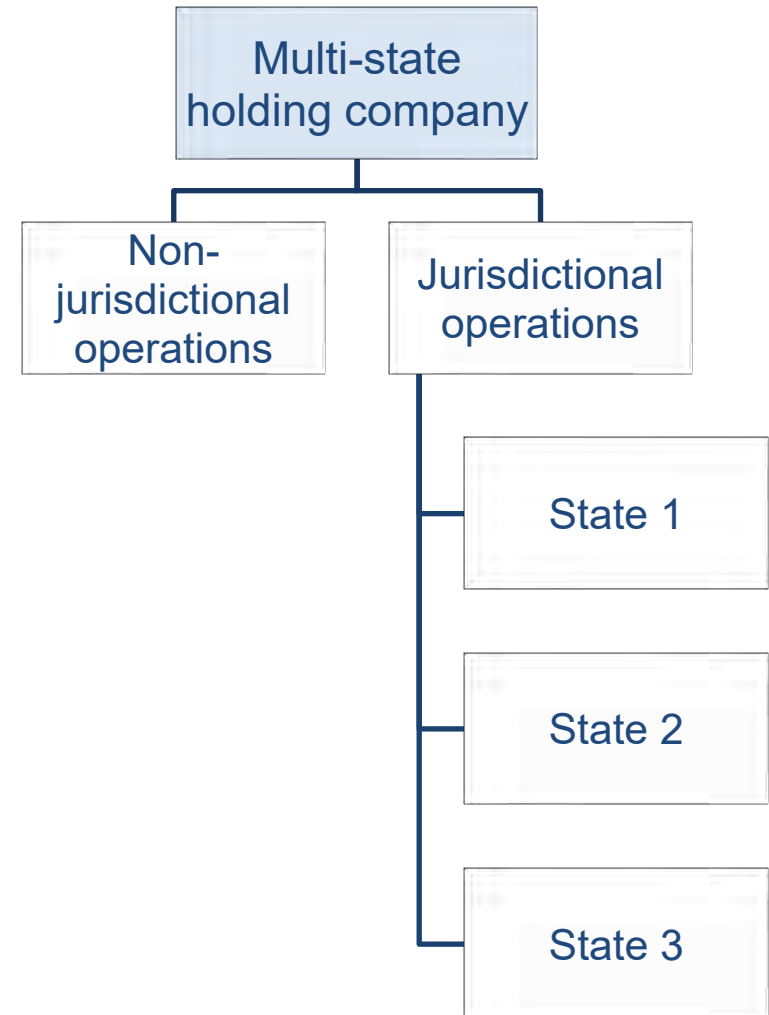 Multi-state
holding company
Non-
jurisdictional
operations
Jurisdictional
operations
State 1
State 2
State 3